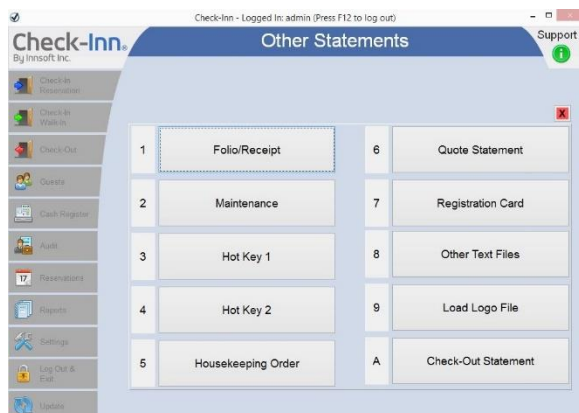 Check-Inn - Logged In: admin (Press F12 to log out)
Check-Inn®
By Innsoft Inc.
Other Statements
Support
Check-In
Reservation
Check-In
Walk-in
Check-Out
Guests
Cash Register
Audit
17
Reservations
Reports
Settings
Log Out &
Exit
Update
X
1 Folio/Receipt
2 Maintenance
3 Hot Key 1
4 Hot Key 2
5 Housekeeping Order
6 Quote Statement
7 Registration Card
8 Other Text Files
9 Load Logo File
A Check-Out Statement